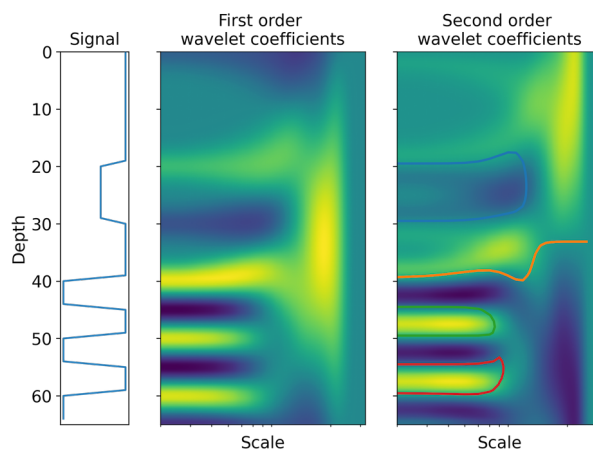 Signal
First order
wavelet coefficients
Second order
wavelet coefficients
Depth
0
10
20
30
40
50
60
Scale
Scale